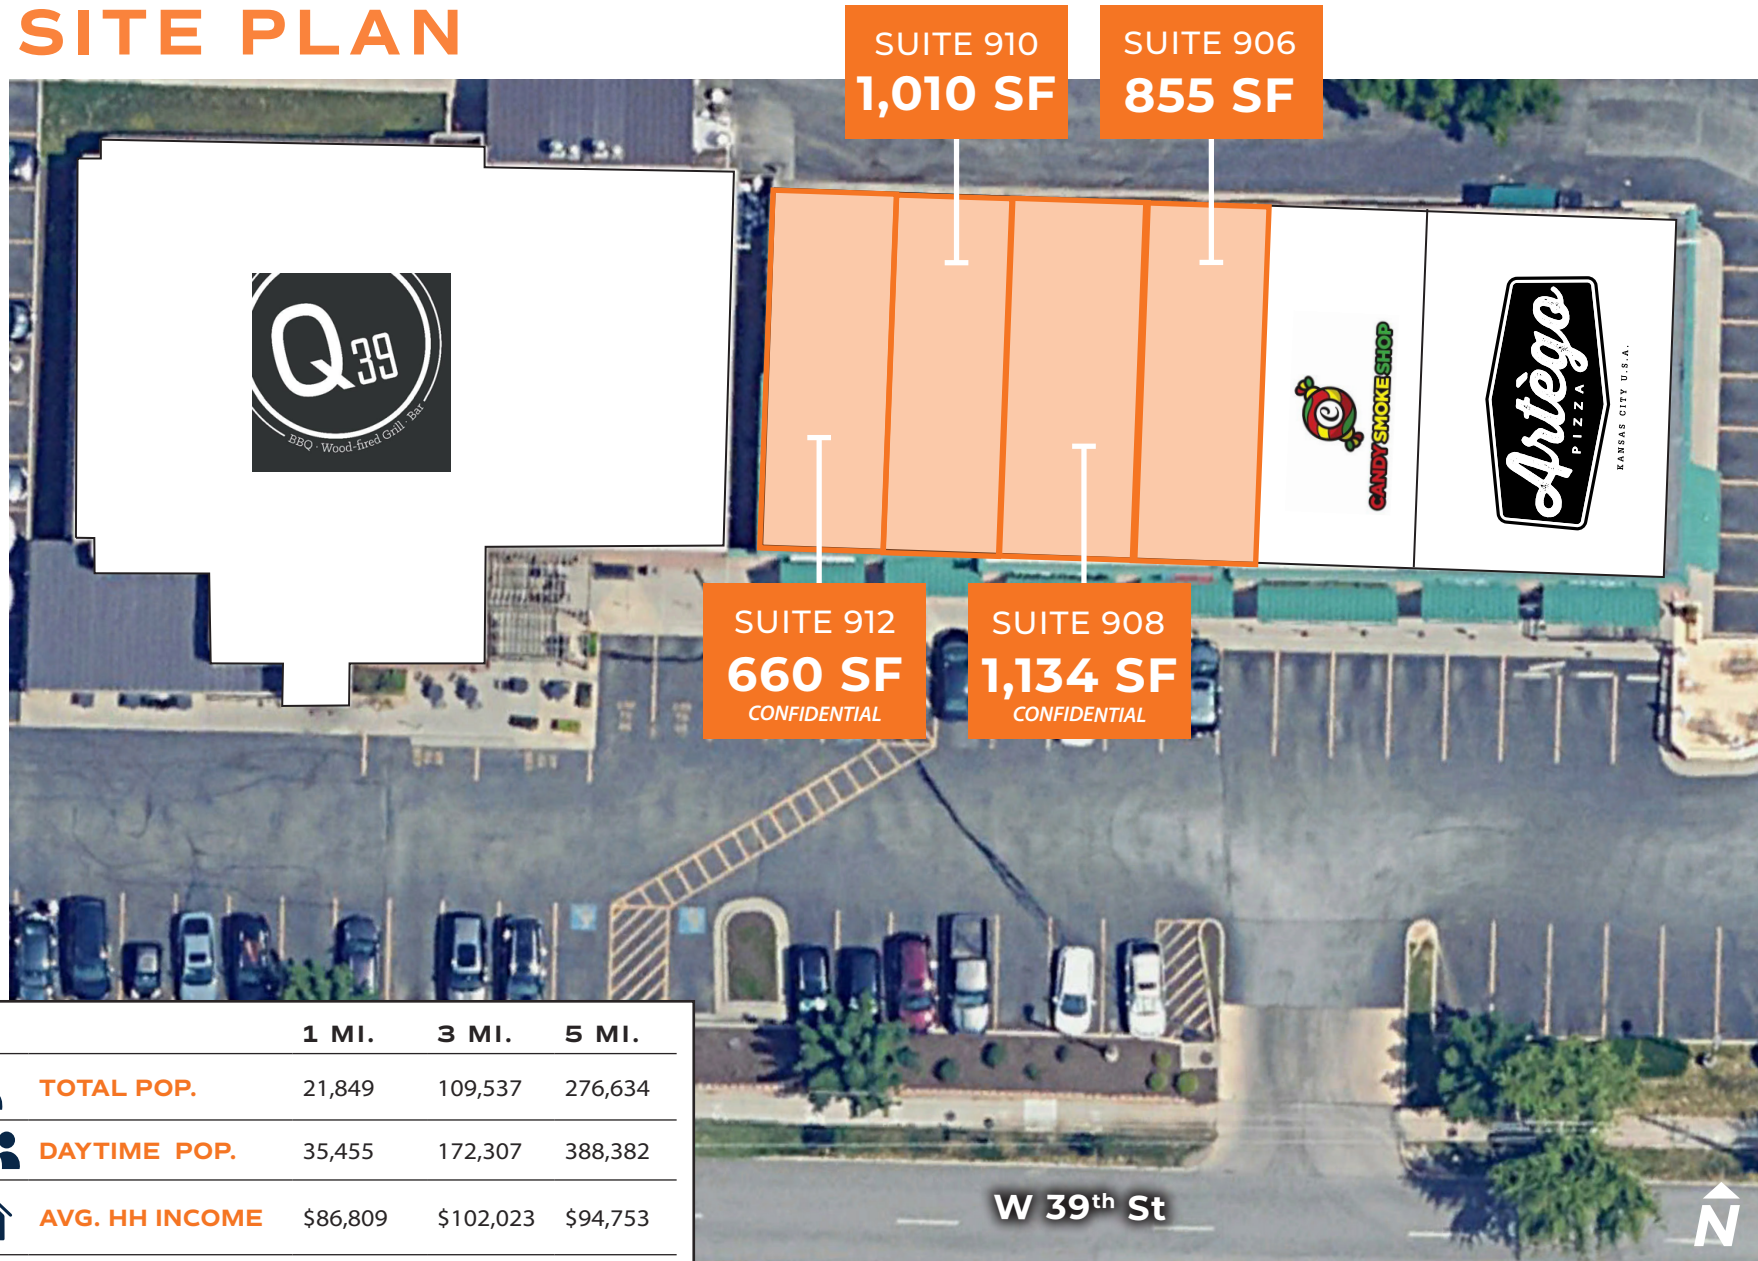 SITE PLAN
SUITE 910
1,010 SF
SUITE 906
855 SF
Q39
BBQ · Wood-fired Grill · Bar
CANDY SMOKE SHOP
C
Artègo
PIZZA
KANSAS CITY U.S.A.
SUITE 912
660 SF
CONFIDENTIAL
SUITE 908
1,134 SF
CONFIDENTIAL
1 MI. 3 MI. 5 MI.
TOTAL POP. 21,849 109,537 276,634
DAYTIME POP. 35,455 172,307 388,382
AVG. HH INCOME $86,809 $102,023 $94,753
W 39th St
N